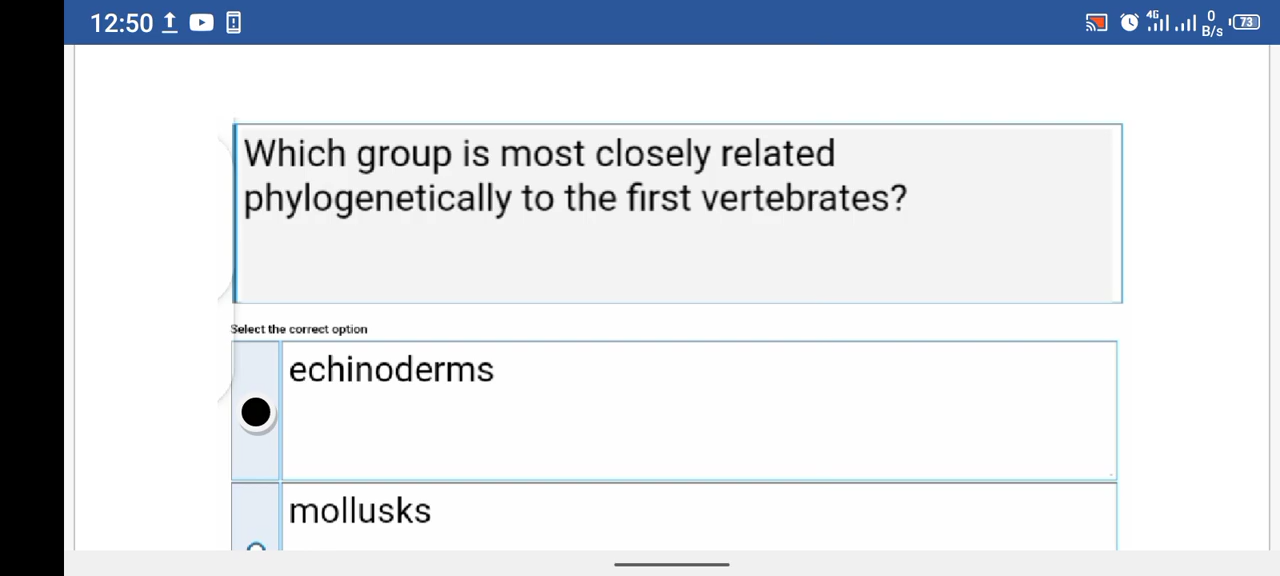 12:50
4G
0
B/s
73
Which group is most closely related
phylogenetically to the first vertebrates?
Select the correct option
echinoderms
mollusks